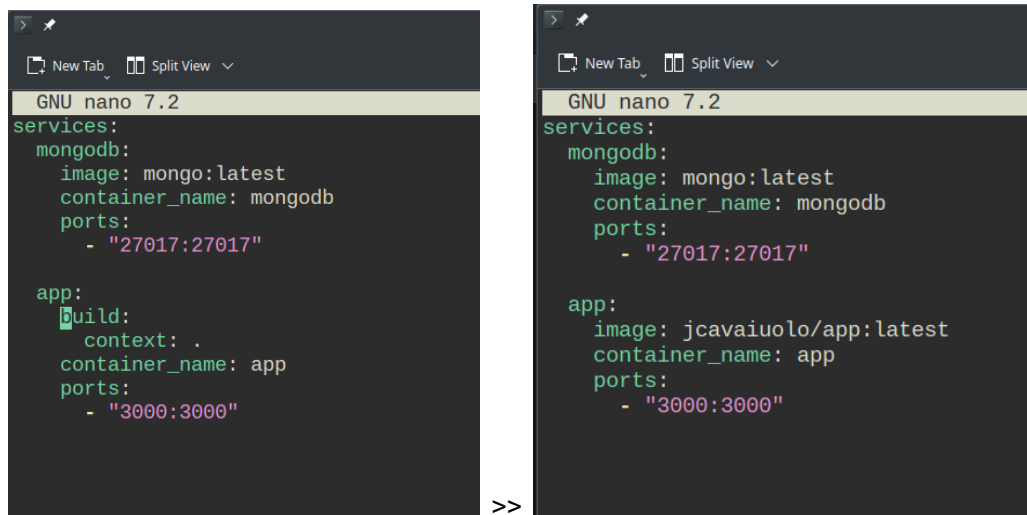 New Tab Split View
GNU nano 7.2
services:
  mongodb:
    image: mongo:latest
    container_name: mongodb
    ports:
      - "27017:27017"

  app:
    build:
      context: .
    container_name: app
    ports:
      - "3000:3000"
>>
New Tab Split View
GNU nano 7.2
services:
  mongodb:
    image: mongo:latest
    container_name: mongodb
    ports:
      - "27017:27017"

  app:
    image: jcavaiuolo/app:latest
    container_name: app
    ports:
      - "3000:3000"